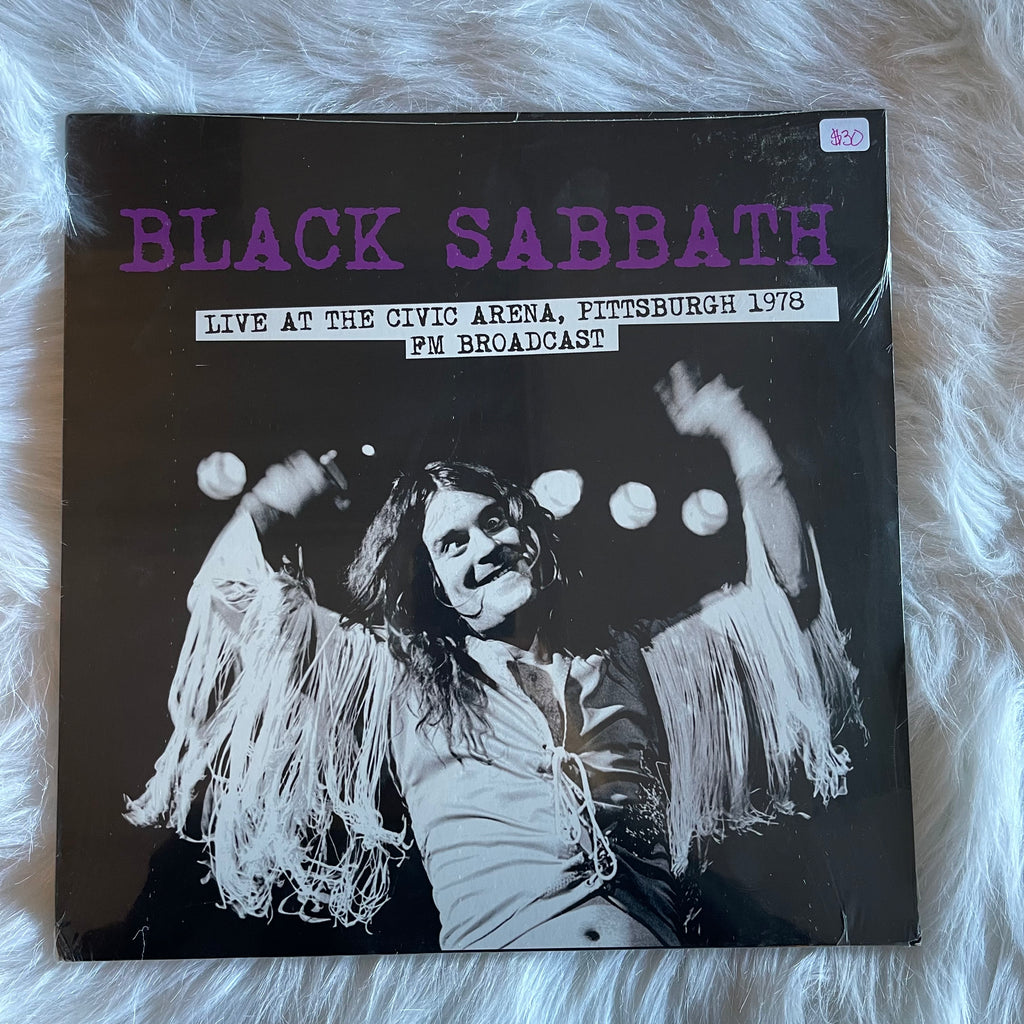 $30
BLACK SABBATH
LIVE AT THE CIVIC ARENA, PITTSBURGH 1978
FM BROADCAST